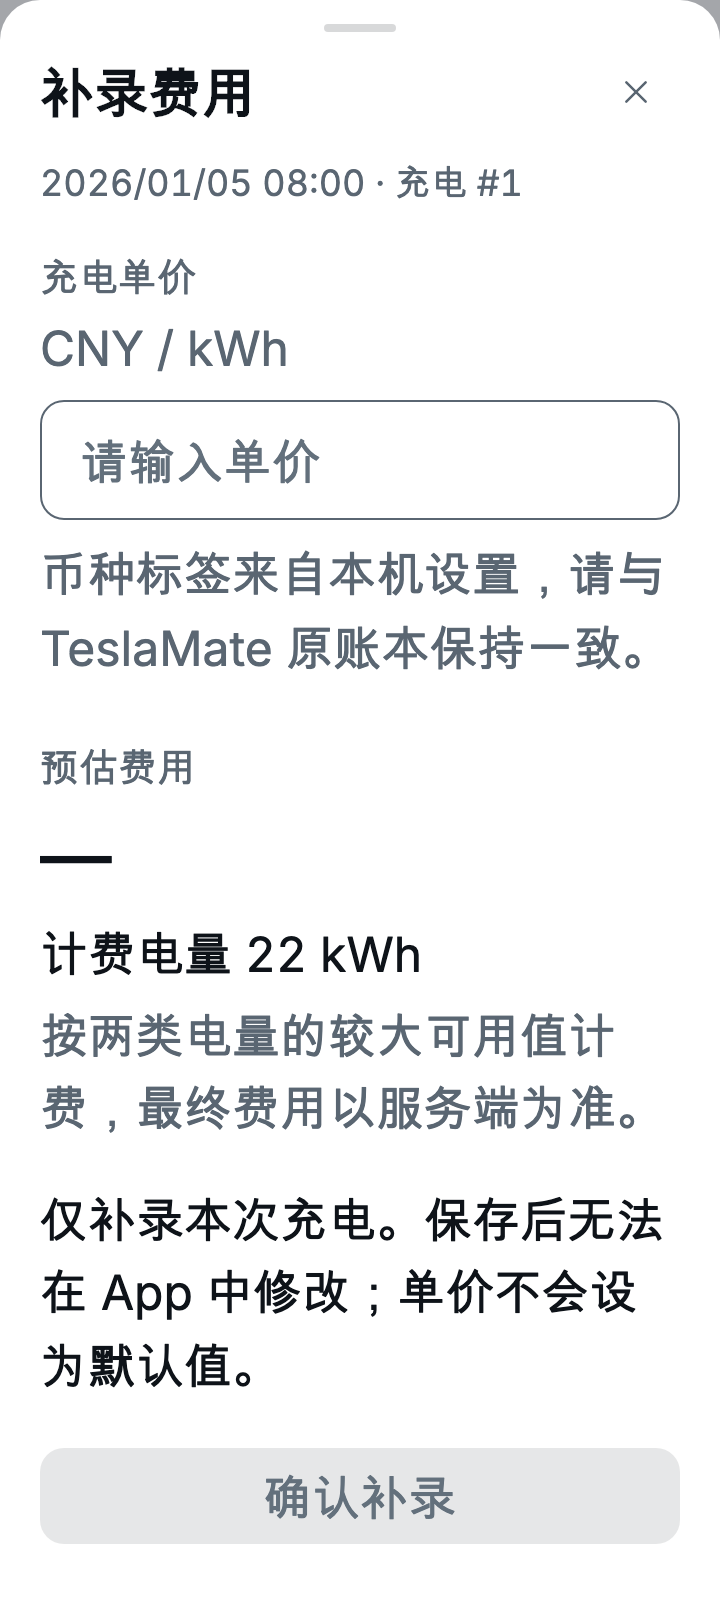 补录费用
2026/01/05 08:00 · 充电 #1
充电单价
CNY / kWh
请输入单价
币种标签来自本机设置，请与
TeslaMate 原账本保持一致。
预估费用
—
计费电量 22 kWh
按两类电量的较大可用值计
费，最终费用以服务端为准。
仅补录本次充电。保存后无法
在 App 中修改；单价不会设
为默认值。
确认补录